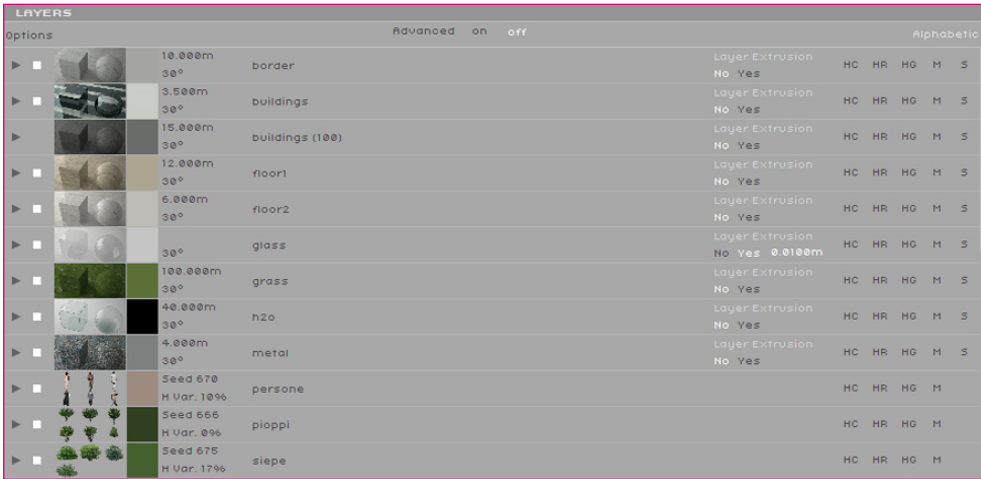 LAYERS
Options Advanced on off Alphabetic
10.000m Layer Extrusion
30° border No Yes HC HR HG M S
3.500m Layer Extrusion
30° buildings No Yes HC HR HG M S
15.000m Layer Extrusion
30° buildings (100) No Yes HC HR HG M S
12.000m Layer Extrusion
30° floor1 No Yes HC HR HG M S
6.000m Layer Extrusion
30° floor2 No Yes HC HR HG M S
Layer Extrusion
30° glass No Yes 0.0100m HC HR HG M S
100.000m Layer Extrusion
30° grass No Yes HC HR HG M S
40.000m Layer Extrusion
30° h2o No Yes HC HR HG M S
4.000m Layer Extrusion
30° metal No Yes HC HR HG M S
Seed 670
H Var. 10% persone HC HR HG M
Seed 666
H Var. 0% pioppi HC HR HG M
Seed 675
H Var. 17% siepe HC HR HG M